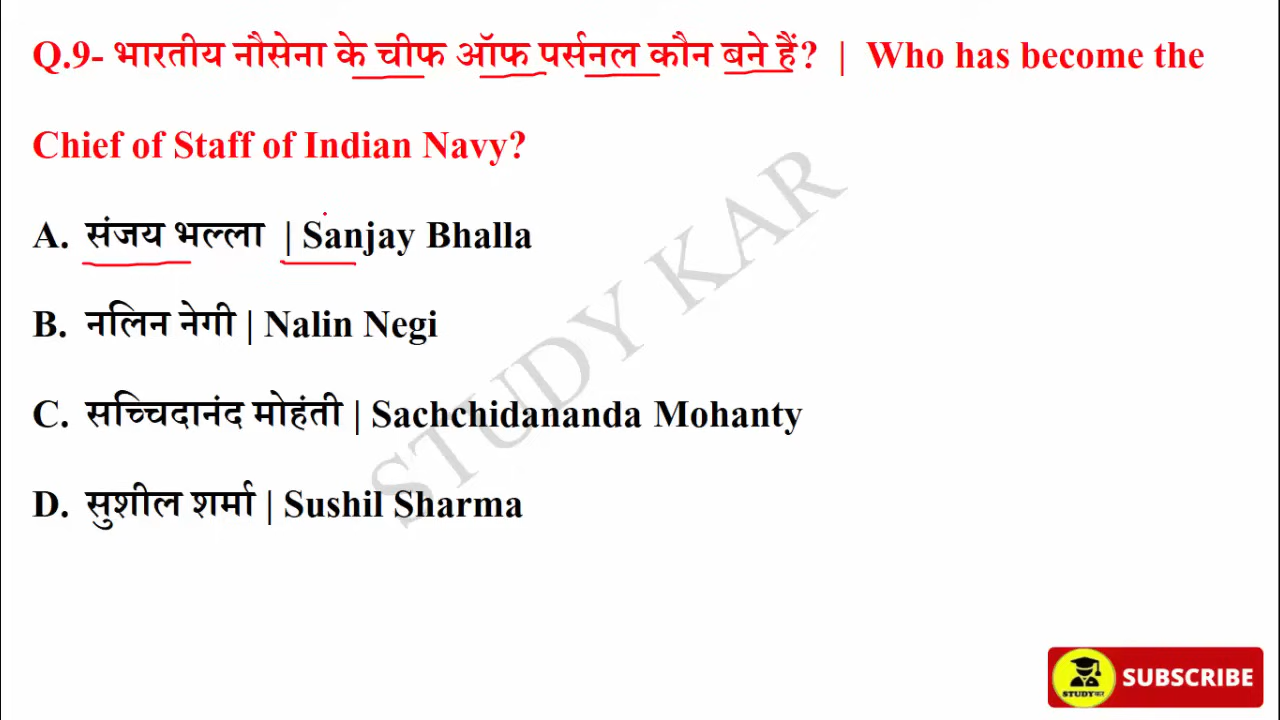 Q.9- भारतीय नौसेना के चीफ ऑफ पर्सनल कौन बने हैं? | Who has become the
Chief of Staff of Indian Navy?
A. संजय भल्ला | Sanjay Bhalla
B. नलिन नेगी | Nalin Negi
C. सच्चिदानंद मोहंती | Sachchidananda Mohanty
D. सुशील शर्मा | Sushil Sharma
STUDY KAR
STUDYकर
SUBSCRIBE